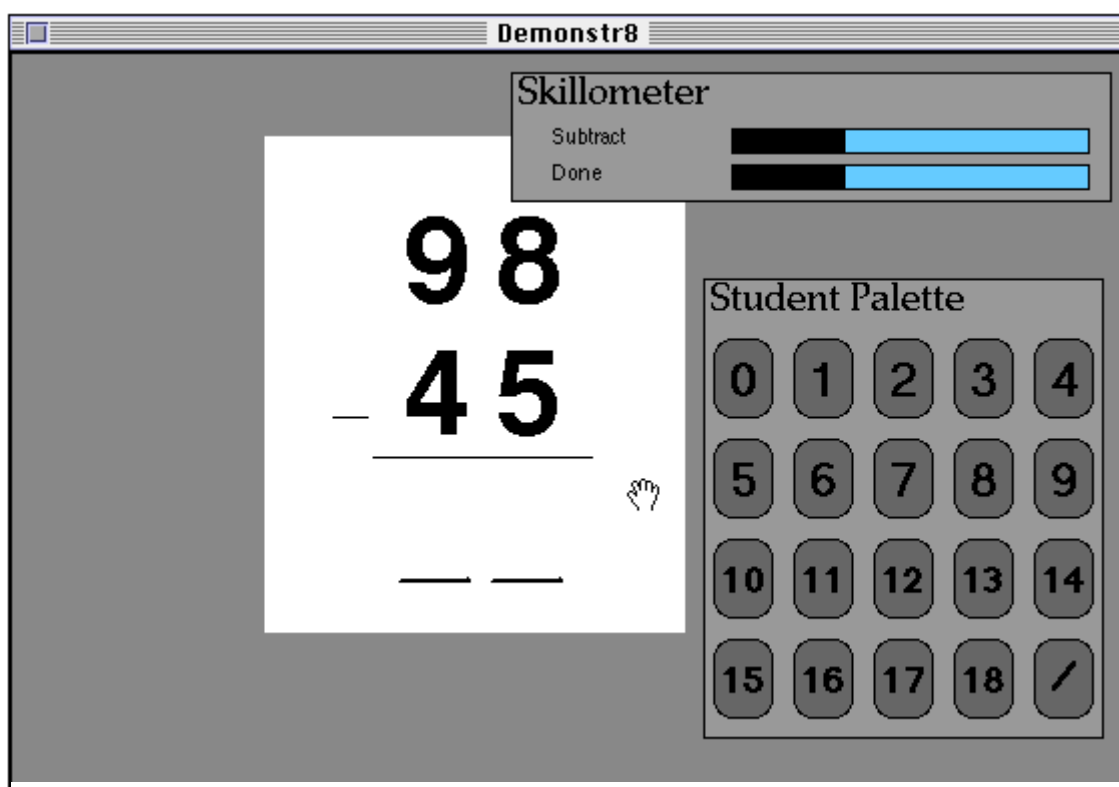 Demonstr8
Skillometer
Subtract
Done
98
- 45
Student Palette
0 1 2 3 4
5 6 7 8 9
10 11 12 13 14
15 16 17 18 /